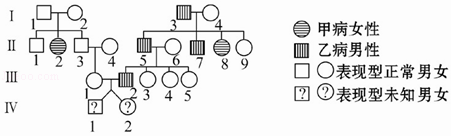 I 1 2 3 4
II 1 2 3 4 5 6 7 8 9
III 1 2 3 4 5
IV ? ?
1 2
甲病女性
乙病男性
表现型正常男女
? ? 表现型未知男女